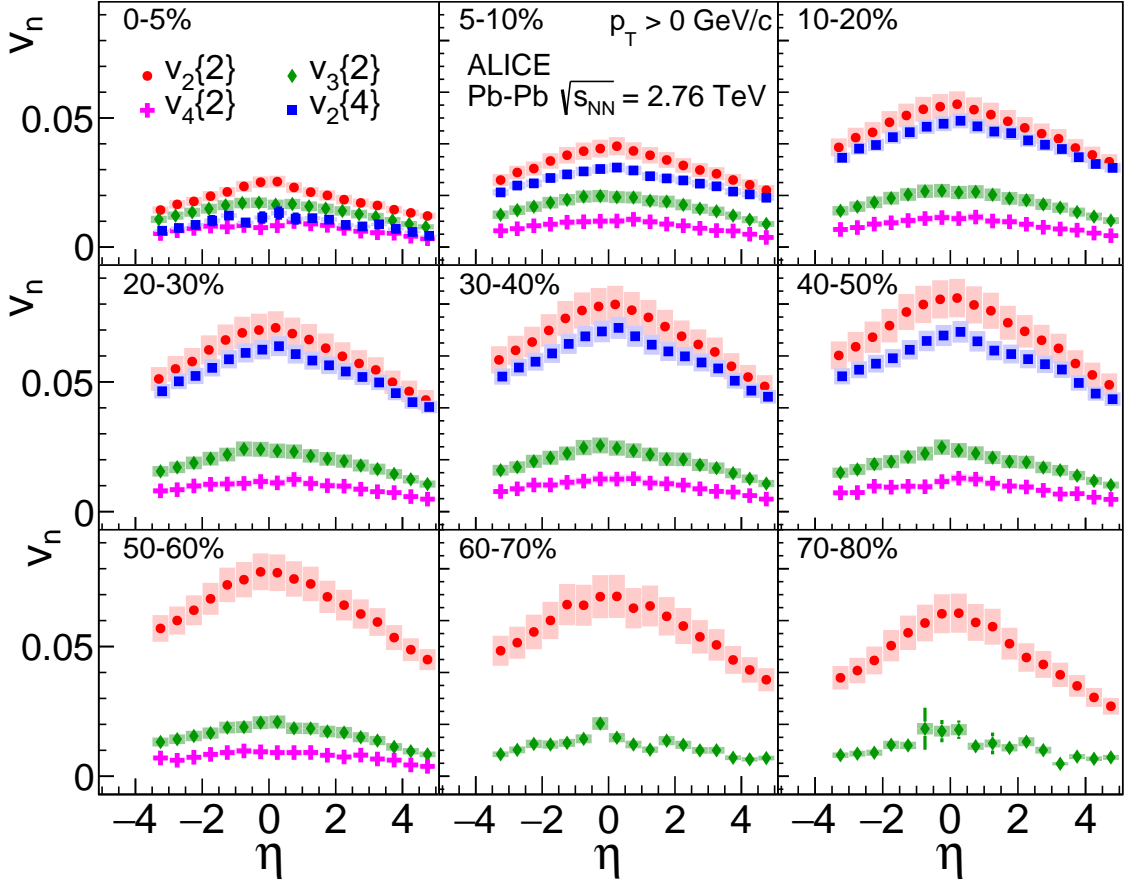 0-5%
5-10%
p_T > 0 GeV/c
10-20%
v_n
v_2{2}
v_3{2}
v_4{2}
v_2{4}
ALICE
Pb-Pb √s_NN = 2.76 TeV
0.05
0
20-30%
30-40%
40-50%
v_n
0.05
0
50-60%
60-70%
70-80%
v_n
0.05
0
−4 −2 0 2 4
−4 −2 0 2 4
−4 −2 0 2 4
η
η
η